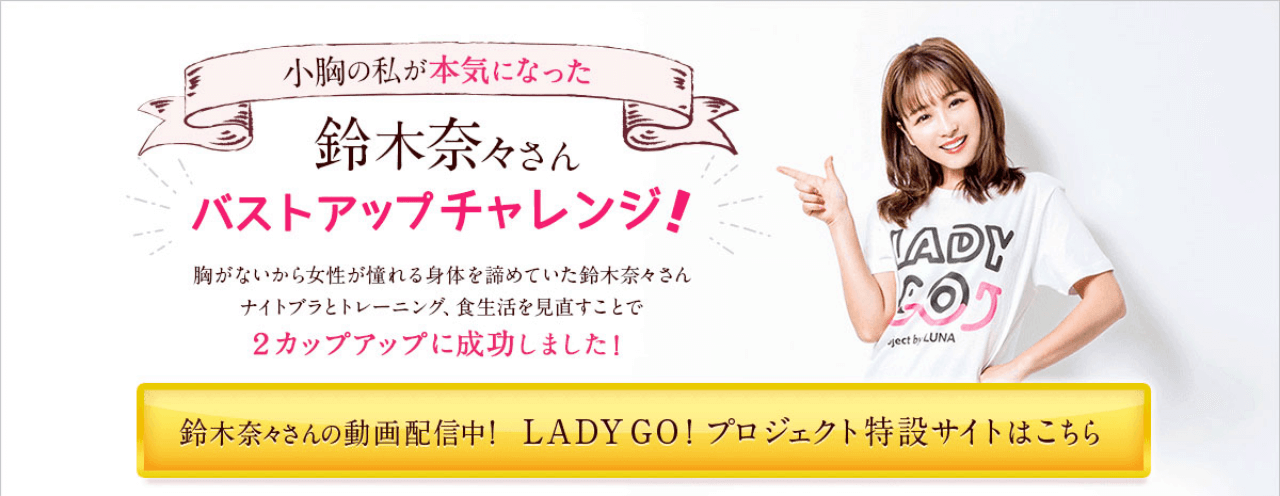 小胸の私が本気になった
鈴木奈々さん
バストアップチャレンジ!
胸がないから女性が憧れる身体を諦めていた鈴木奈々さん
ナイトブラとトレーニング、食生活を見直すことで
2カップアップに成功しました!
LADY
GO
ject by LUNA
鈴木奈々さんの動画配信中! LADY GO! プロジェクト特設サイトはこちら